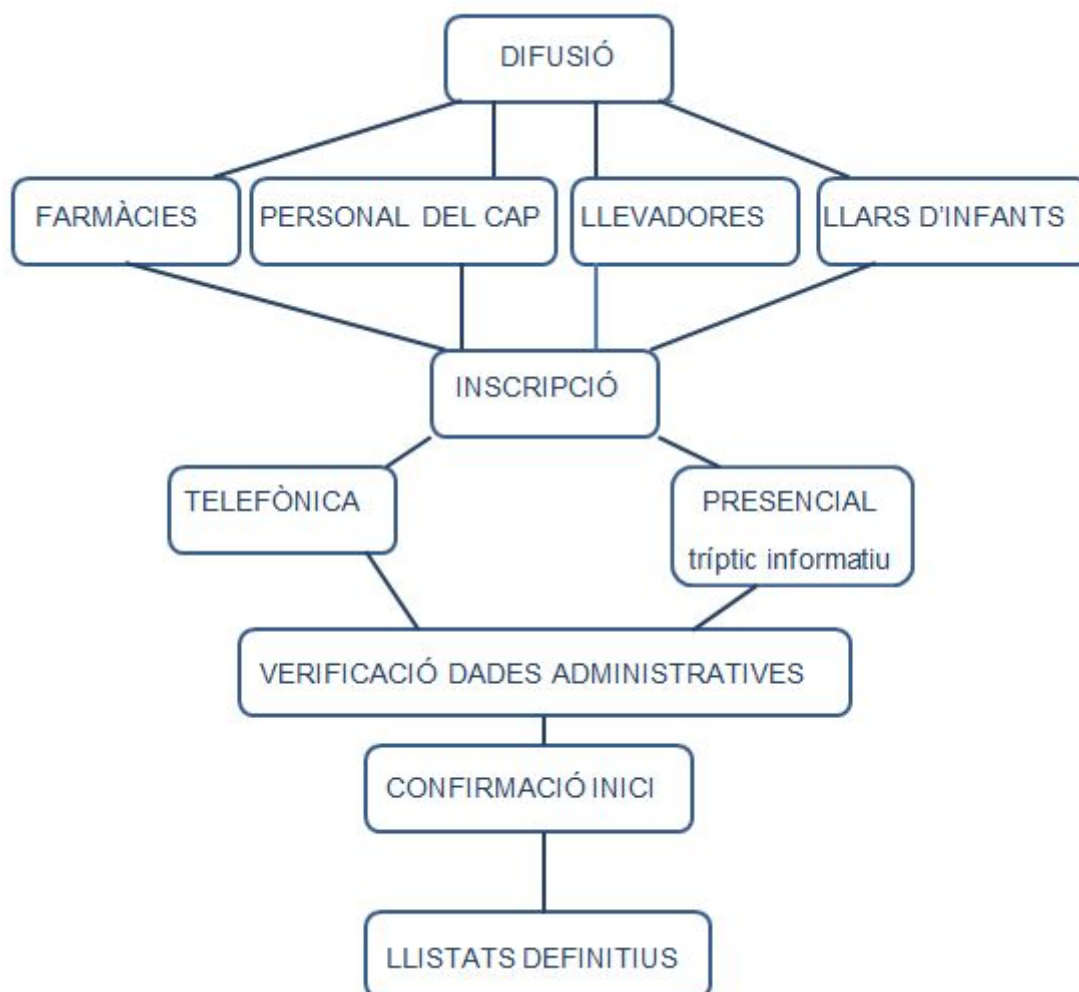 DIFUSIÓ
FARMÀCIES
PERSONAL DEL CAP
LLEVADORES
LLARS D'INFANTS
INSCRIPCIÓ
TELEFÒNICA
PRESENCIAL
tríptic informatiu
VERIFICACIÓ DADES ADMINISTRATIVES
CONFIRMACIÓ INICI
LLISTATS DEFINITIUS